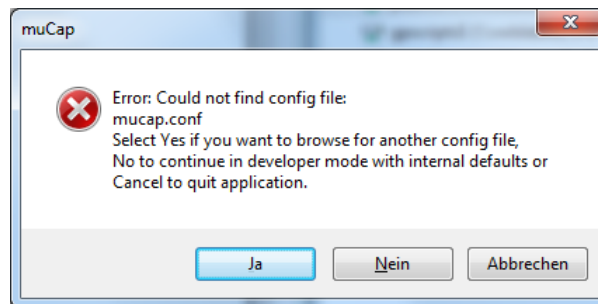 muCap
Error: Could not find config file:
mucap.conf
Select Yes if you want to browse for another config file,
No to continue in developer mode with internal defaults or
Cancel to quit application.
Ja
Nein
Abbrechen